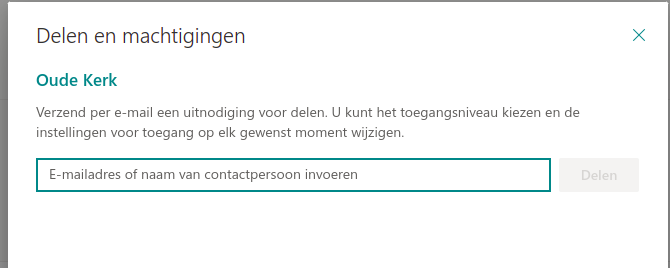 Delen en machtigingen
Oude Kerk
Verzend per e-mail een uitnodiging voor delen. U kunt het toegangsniveau kiezen en de
instellingen voor toegang op elk gewenst moment wijzigen.
E-mailadres of naam van contactpersoon invoeren
Delen